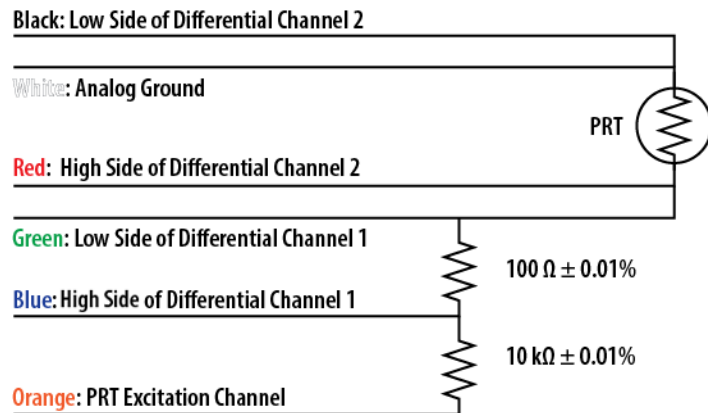 Black: Low Side of Differential Channel 2
White: Analog Ground
PRT
Red: High Side of Differential Channel 2
Green: Low Side of Differential Channel 1
100 Ω ± 0.01%
Blue: High Side of Differential Channel 1
10 kΩ ± 0.01%
Orange: PRT Excitation Channel